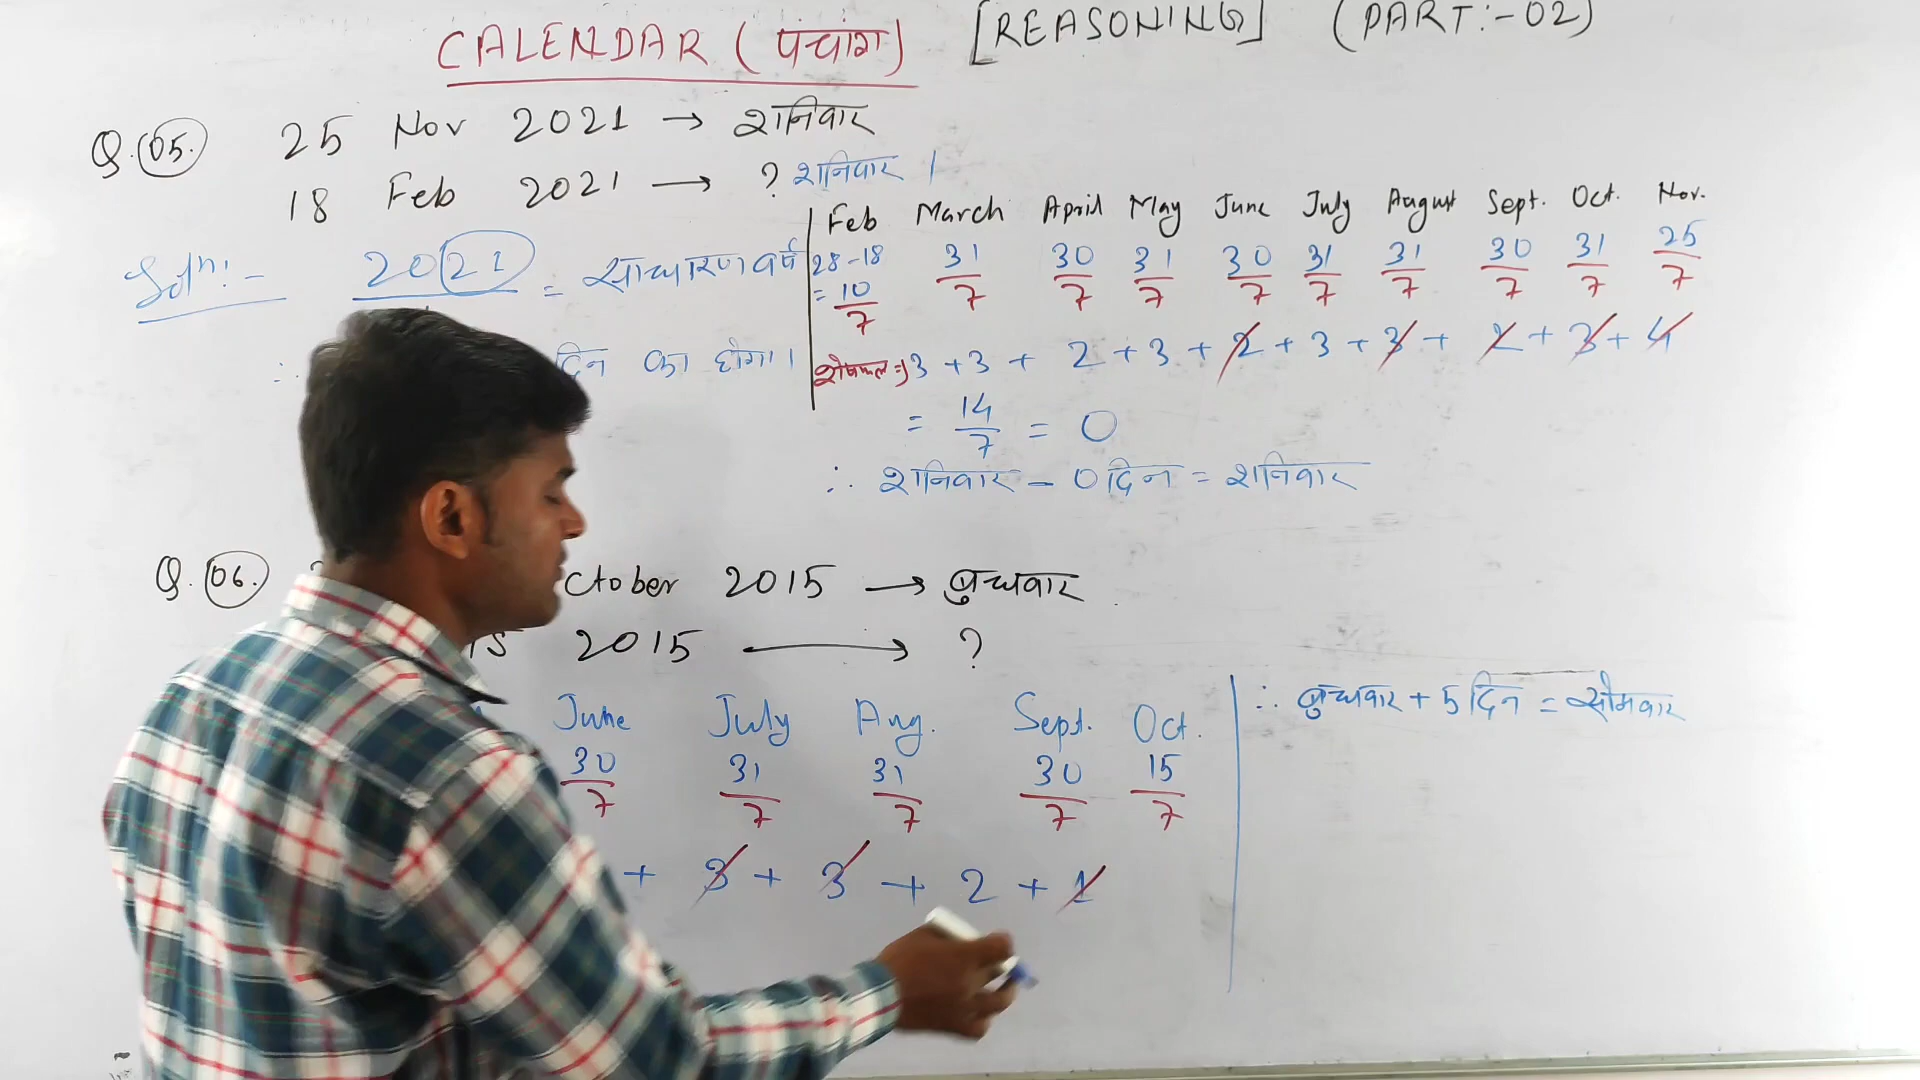 CALENDAR (पंचांग) [REASONING] (PART:-02)
Q.05. 25 Nov 2021 → शनिवार
18 Feb 2021 → ? शनिवार।
Feb March April May June July August Sept. Oct. Nov.
Solⁿ:- 2021 = साधारण वर्ष
28-18 31 30 31 30 31 31 30 31 25
= 10 7 7 7 7 7 7 7 7 7
7
∴ दिन का होगा।
शेषफल => 3 + 3 + 2 + 3 + 2 + 3 + 3 + 2 + 3 + 4
= 14/7 = 0
∴ शनिवार - 0 दिन = शनिवार
Q.06. ctober 2015 → बुधवार
15 2015 → ?
June July Aug. Sept. Oct.
30/7 31/7 31/7 30/7 15/7
+ 3 + 3 + 2 + 1
∴ बुधवार + 5 दिन = सोमवार